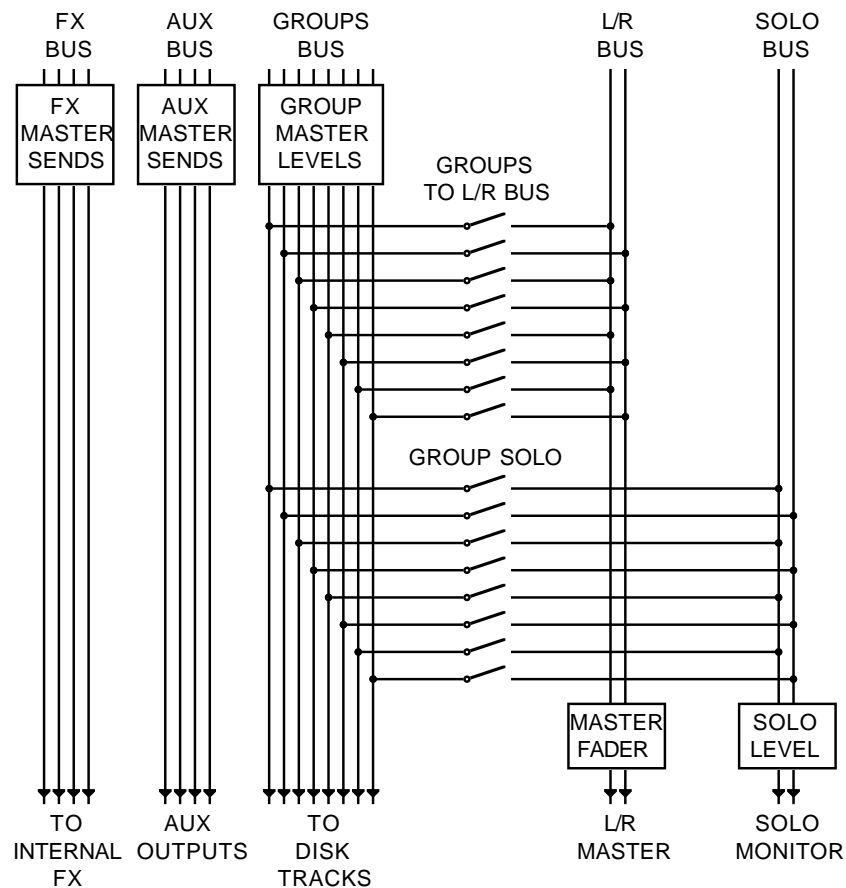 FX
BUS
AUX
BUS
GROUPS
BUS
L/R
BUS
SOLO
BUS
FX
MASTER
SENDS
AUX
MASTER
SENDS
GROUP
MASTER
LEVELS
GROUPS
TO L/R BUS
GROUP SOLO
MASTER
FADER
SOLO
LEVEL
TO
INTERNAL
FX
AUX
OUTPUTS
TO
DISK
TRACKS
L/R
MASTER
SOLO
MONITOR